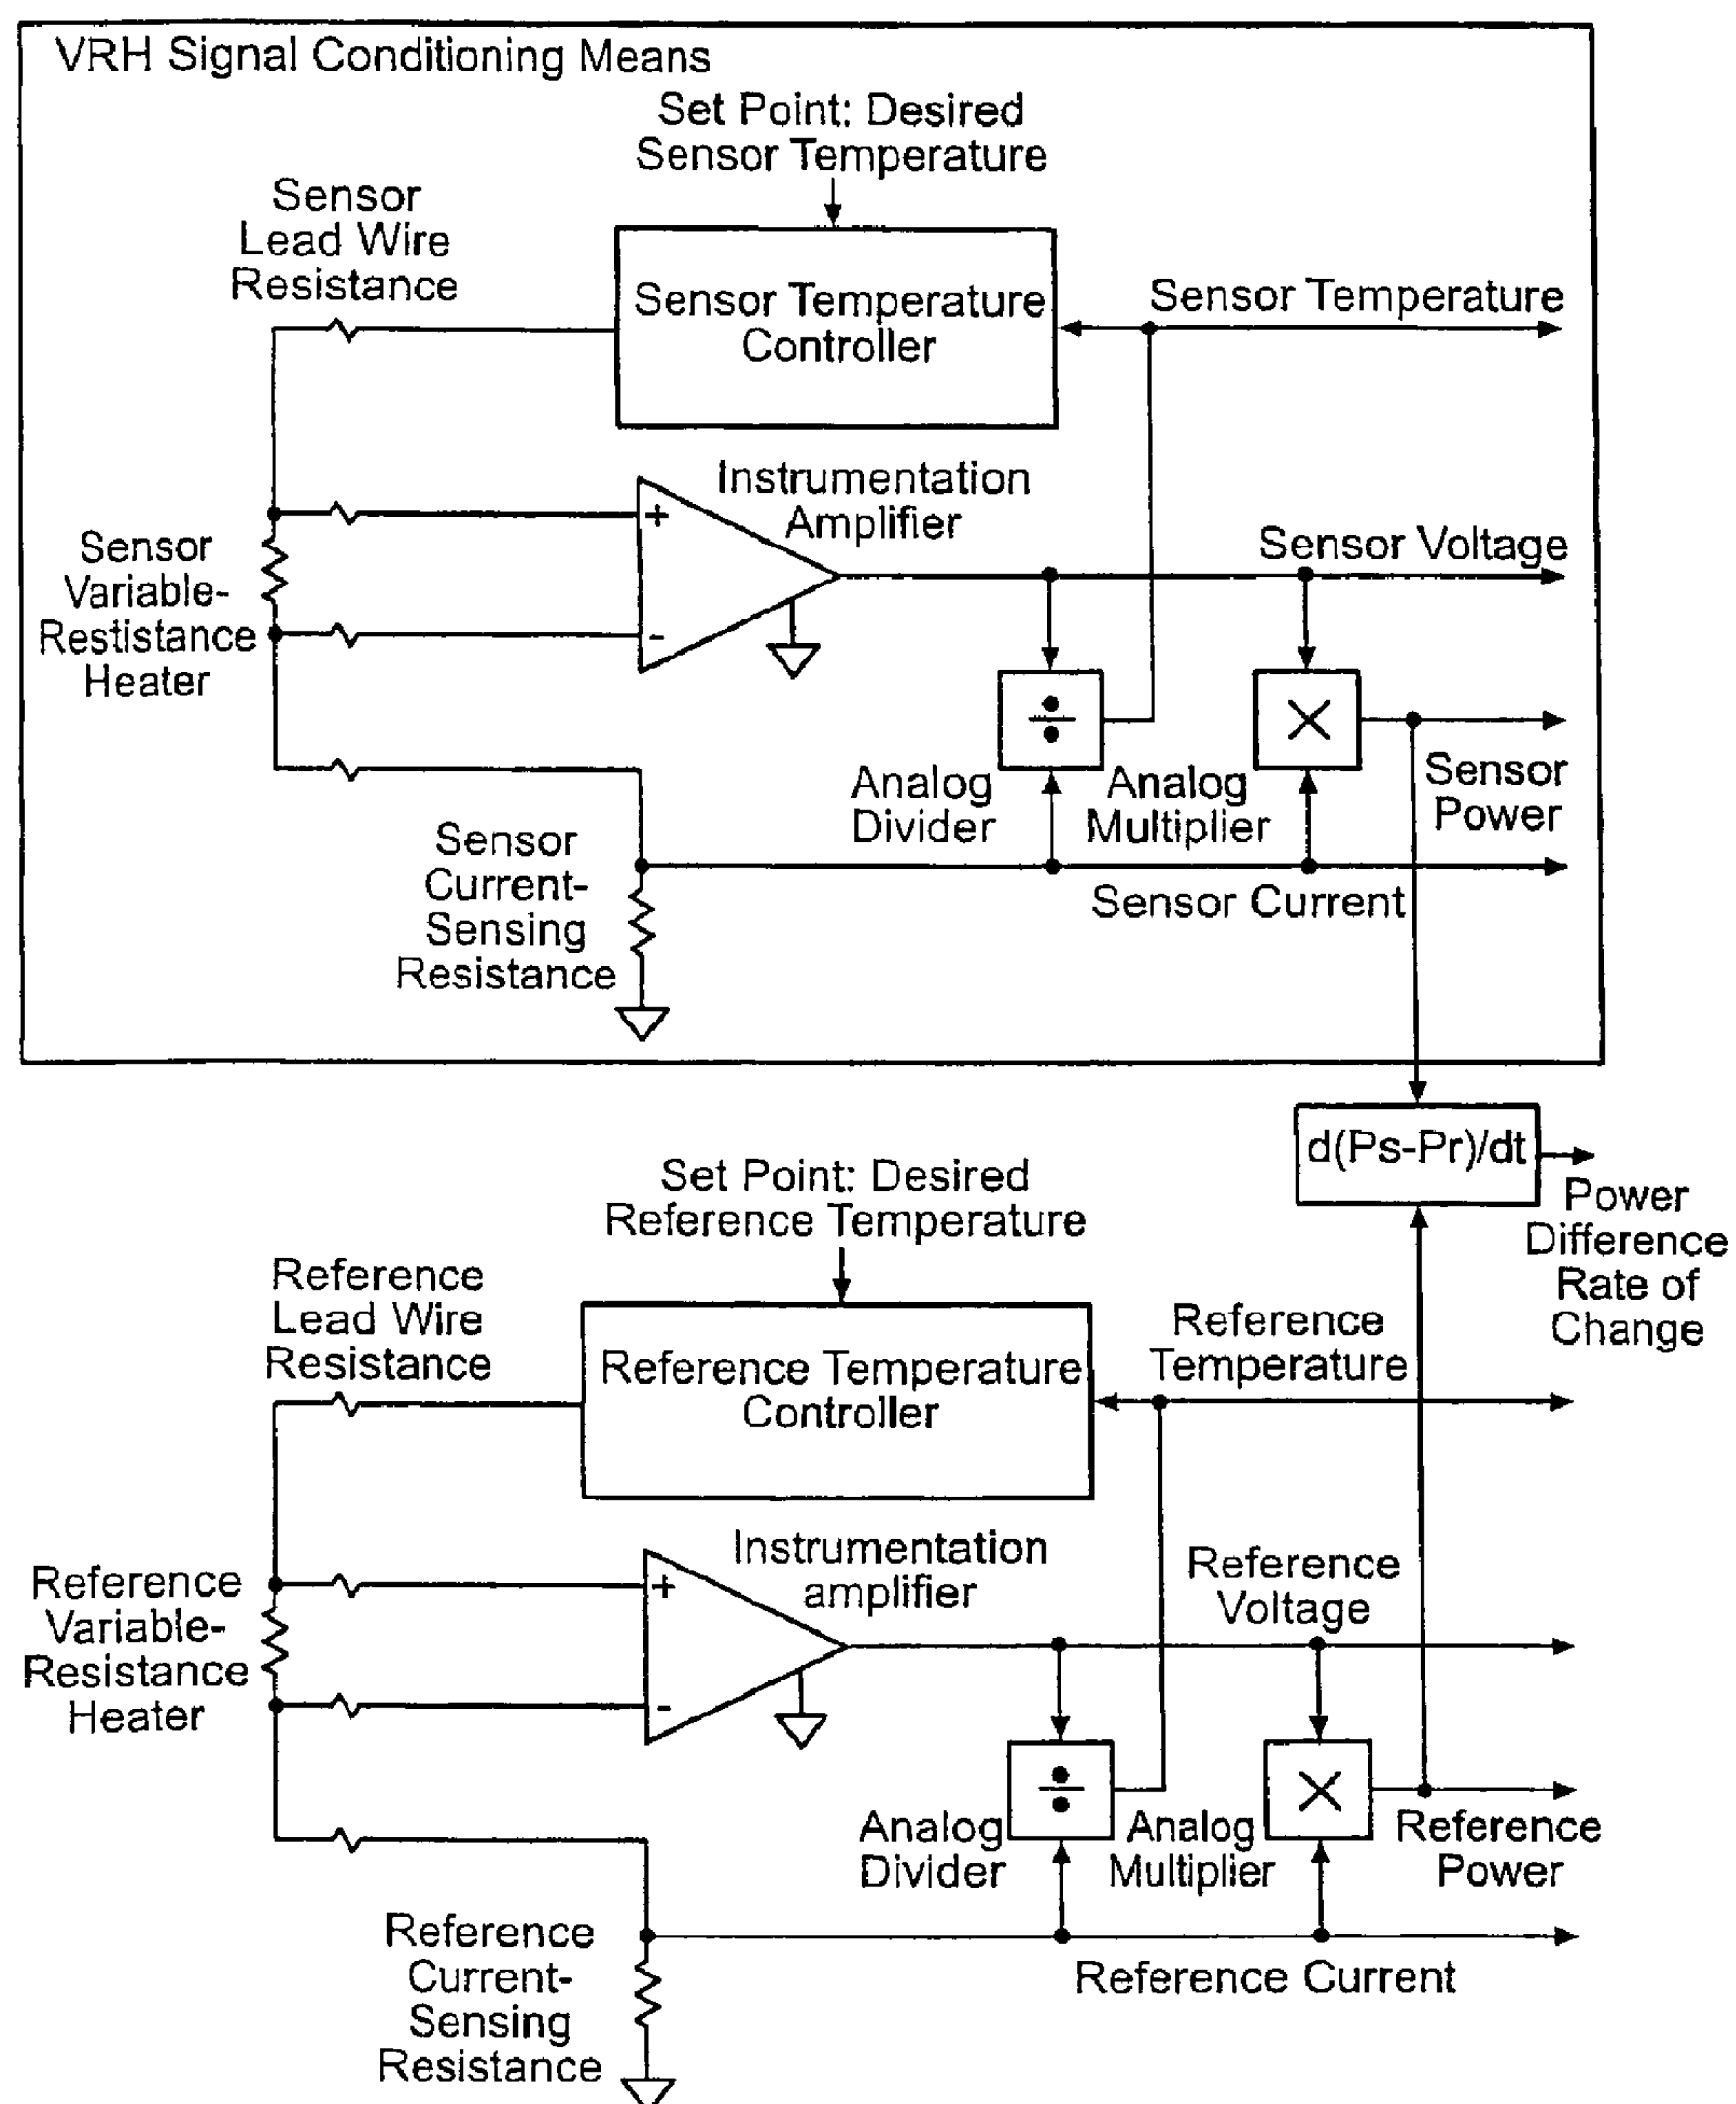 VRH Signal Conditioning Means
Set Point: Desired
Sensor Temperature
Sensor
Lead Wire
Resistance
Sensor Temperature
Controller
Sensor Temperature
Instrumentation
Amplifier
+
-
Sensor Voltage
Sensor
Variable-
Restistance
Heater
÷
×
Analog
Divider
Analog
Multiplier
Sensor
Power
Sensor
Current-
Sensing
Resistance
Sensor Current
d(Ps-Pr)/dt
Power
Difference
Rate of
Change
Set Point: Desired
Reference Temperature
Reference
Lead Wire
Resistance
Reference Temperature
Controller
Reference
Temperature
Instrumentation
amplifier
+
-
Reference
Voltage
Reference
Variable-
Resistance
Heater
÷
×
Analog
Divider
Analog
Multiplier
Reference
Power
Reference
Current-
Sensing
Resistance
Reference Current